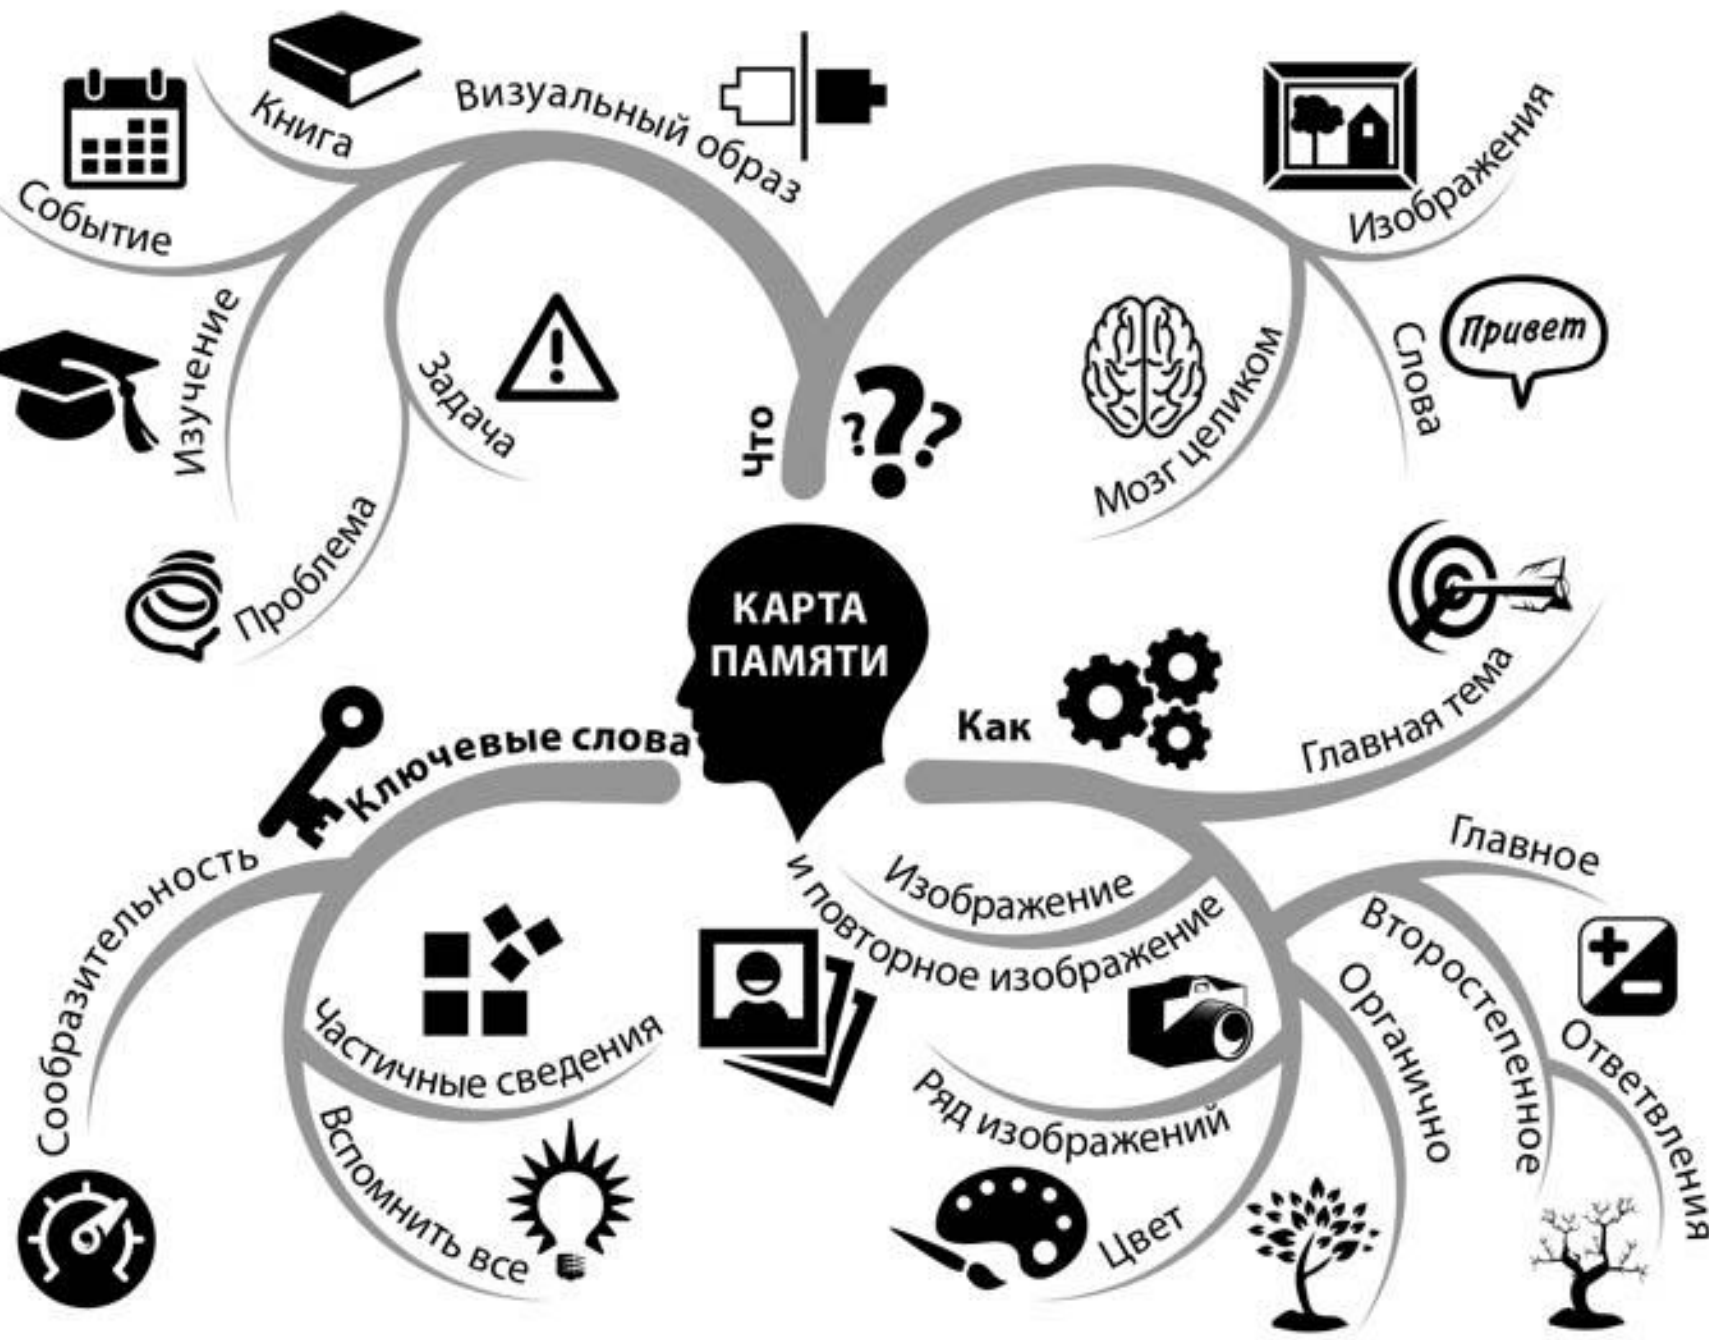 Книга
Визуальный образ
Событие
Изучение
Задача
Проблема
Что
???
Изображения
Слова
Привет
Мозг целиком
КАРТА
ПАМЯТИ
Ключевые слова
Сообразительность
Частичные сведения
Вспомнить все
Как
Главная тема
Изображение
и повторное изображение
Ряд изображений
Цвет
Главное
Второстепенное
Органично
Ответвления